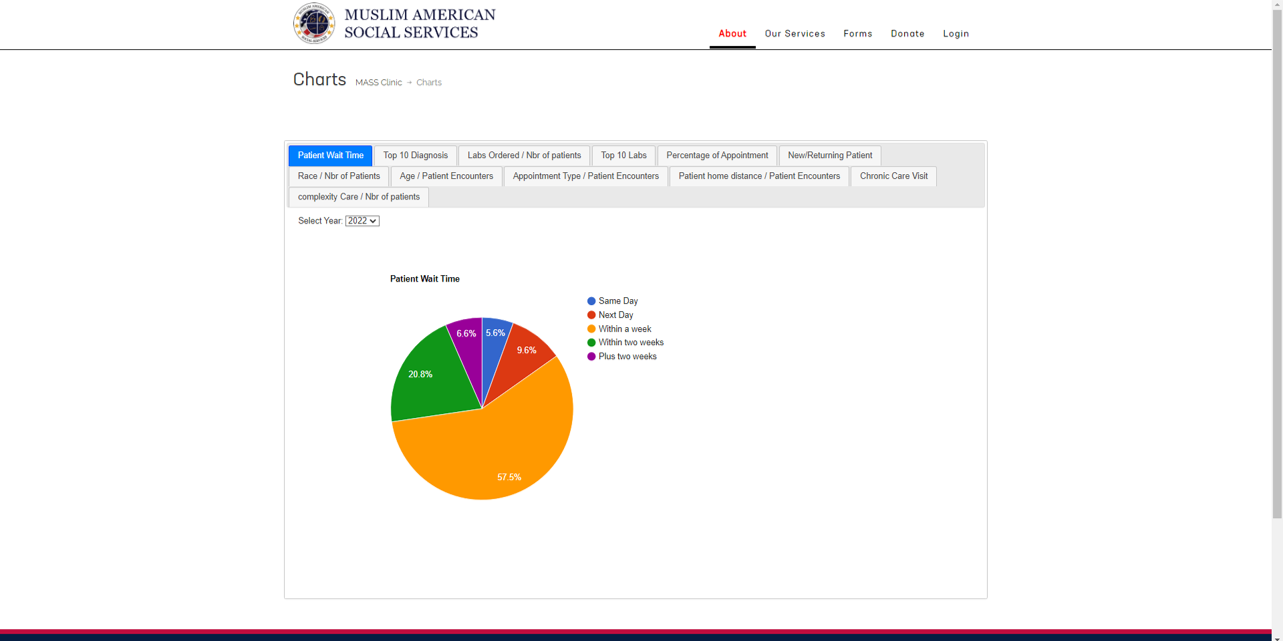 MUSLIM AMERICAN
SOCIAL SERVICES
About Our Services Forms Donate Login
Charts MASS Clinic → Charts
Patient Wait Time Top 10 Diagnosis Labs Ordered / Nbr of patients Top 10 Labs Percentage of Appointment New/Returning Patient
Race / Nbr of Patients Age / Patient Encounters Appointment Type / Patient Encounters Patient home distance / Patient Encounters Chronic Care Visit
complexity Care / Nbr of patients
Select Year: 2022
Patient Wait Time
Same Day
Next Day
Within a week
Within two weeks
Plus two weeks
6.6% 5.6%
9.6%
20.8%
57.5%